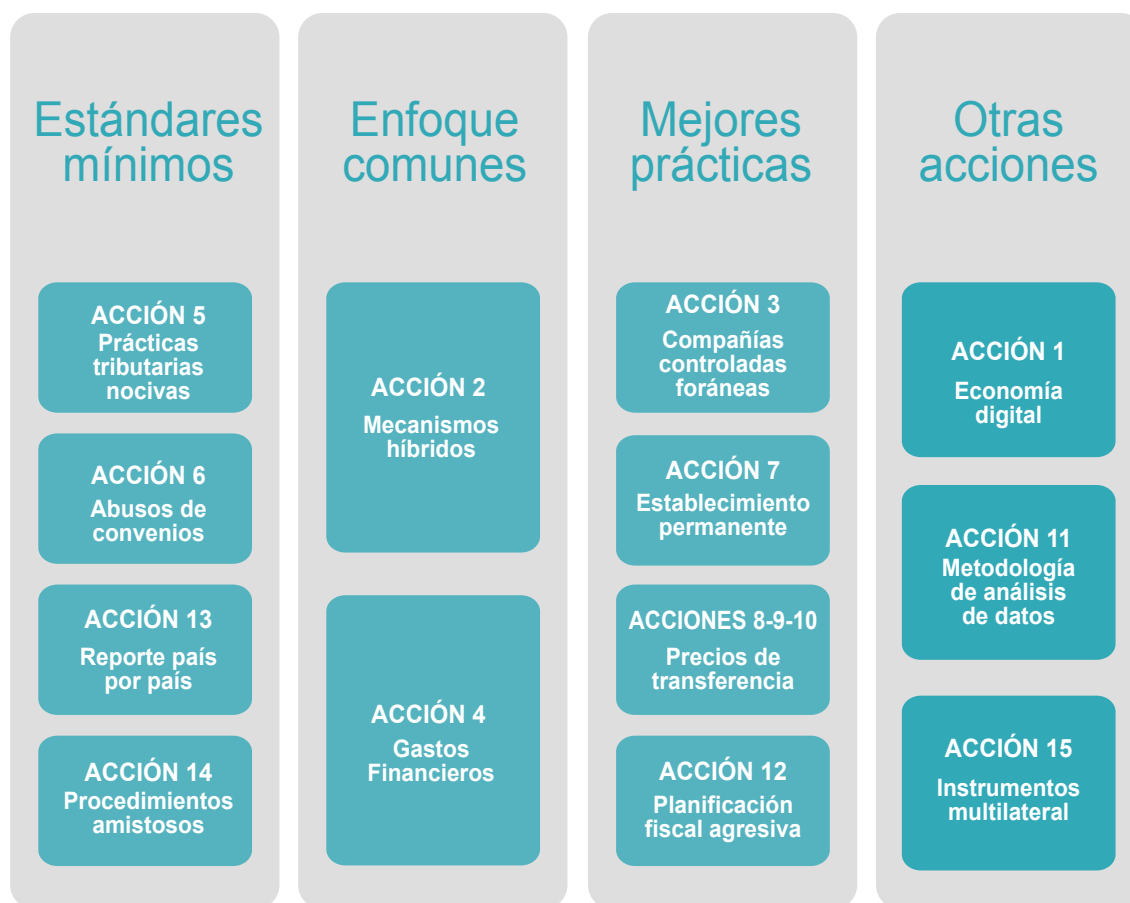 Estándares
mínimos
ACCIÓN 5
Prácticas
tributarias
nocivas
ACCIÓN 6
Abusos de
convenios
ACCIÓN 13
Reporte país
por país
ACCIÓN 14
Procedimientos
amistosos
Enfoque
comunes
ACCIÓN 2
Mecanismos
híbridos
ACCIÓN 4
Gastos
Financieros
Mejores
prácticas
ACCIÓN 3
Compañías
controladas
foráneas
ACCIÓN 7
Establecimiento
permanente
ACCIONES 8-9-10
Precios de
transferencia
ACCIÓN 12
Planificación
fiscal agresiva
Otras
acciones
ACCIÓN 1
Economía
digital
ACCIÓN 11
Metodología
de análisis
de datos
ACCIÓN 15
Instrumentos
multilateral